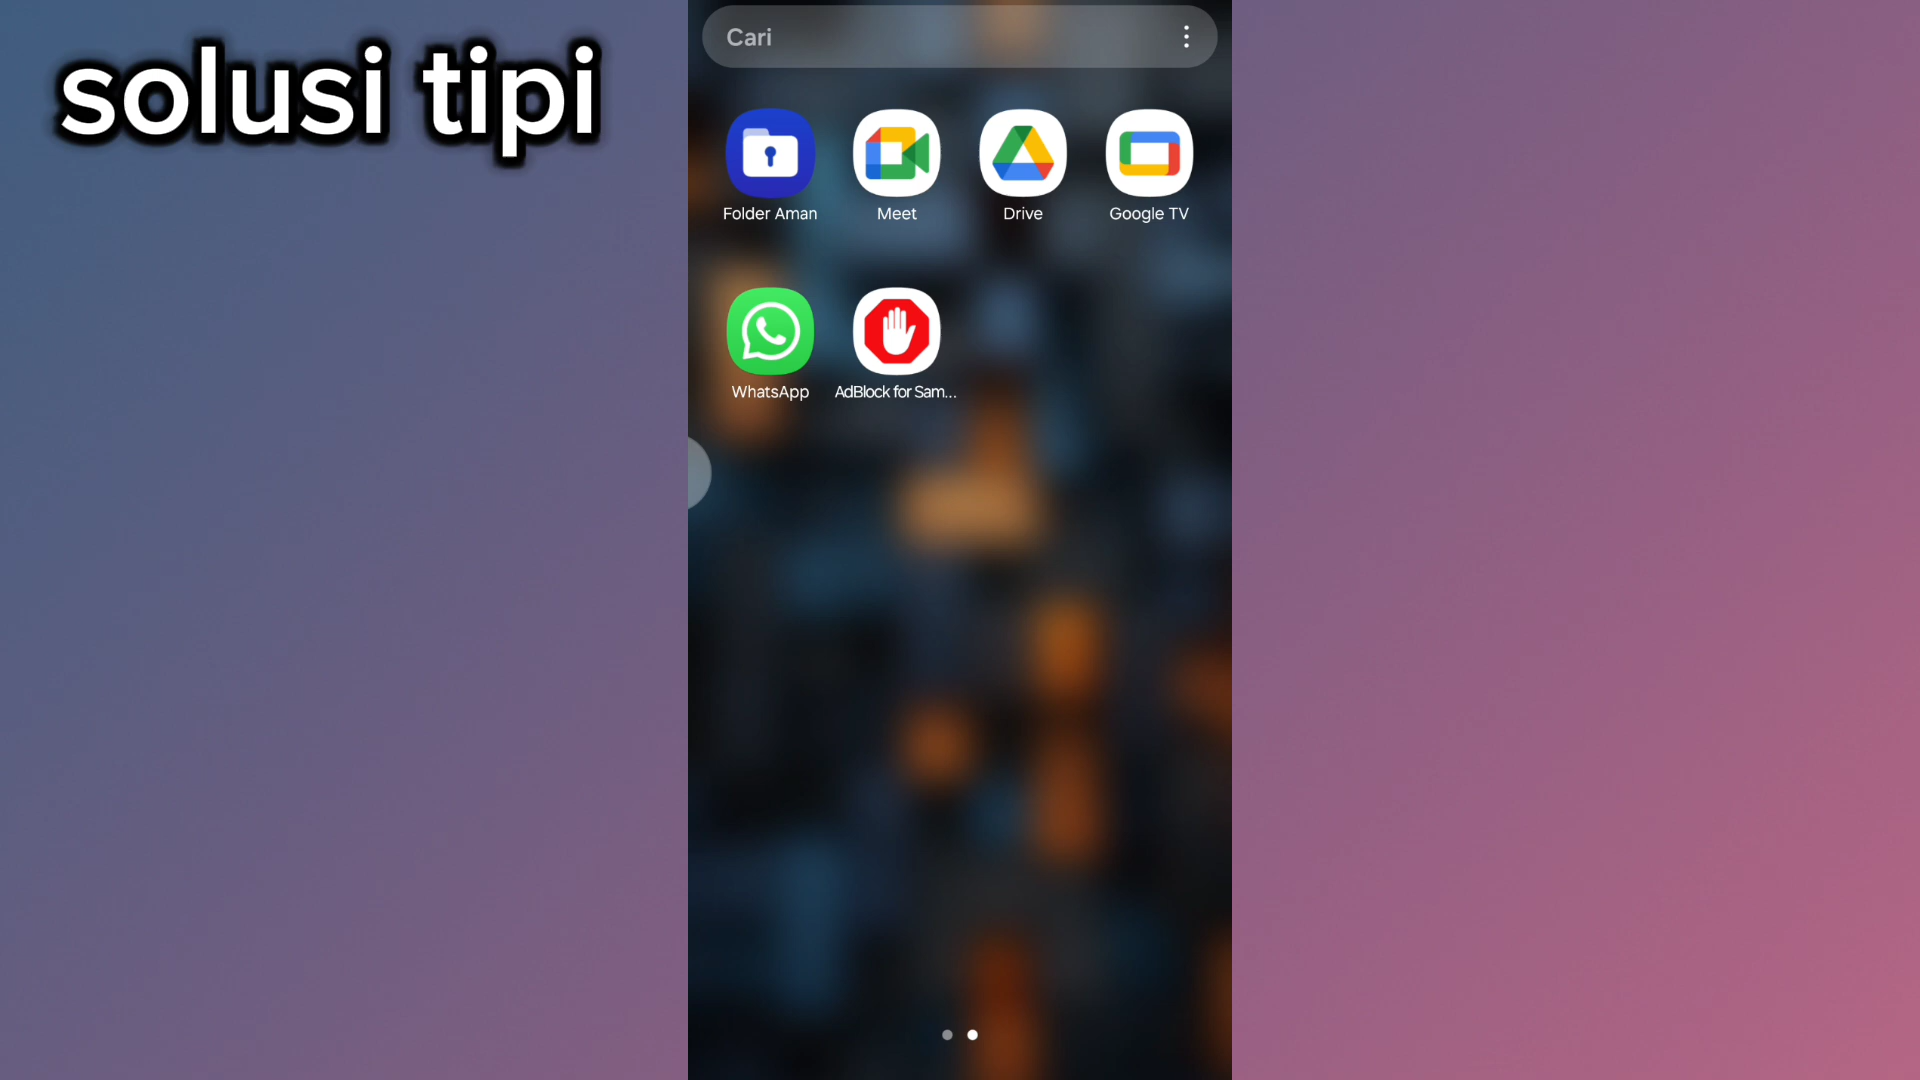 solusi tipi
Cari
Folder Aman
Meet
Drive
Google TV
WhatsApp
AdBlock for Sam...